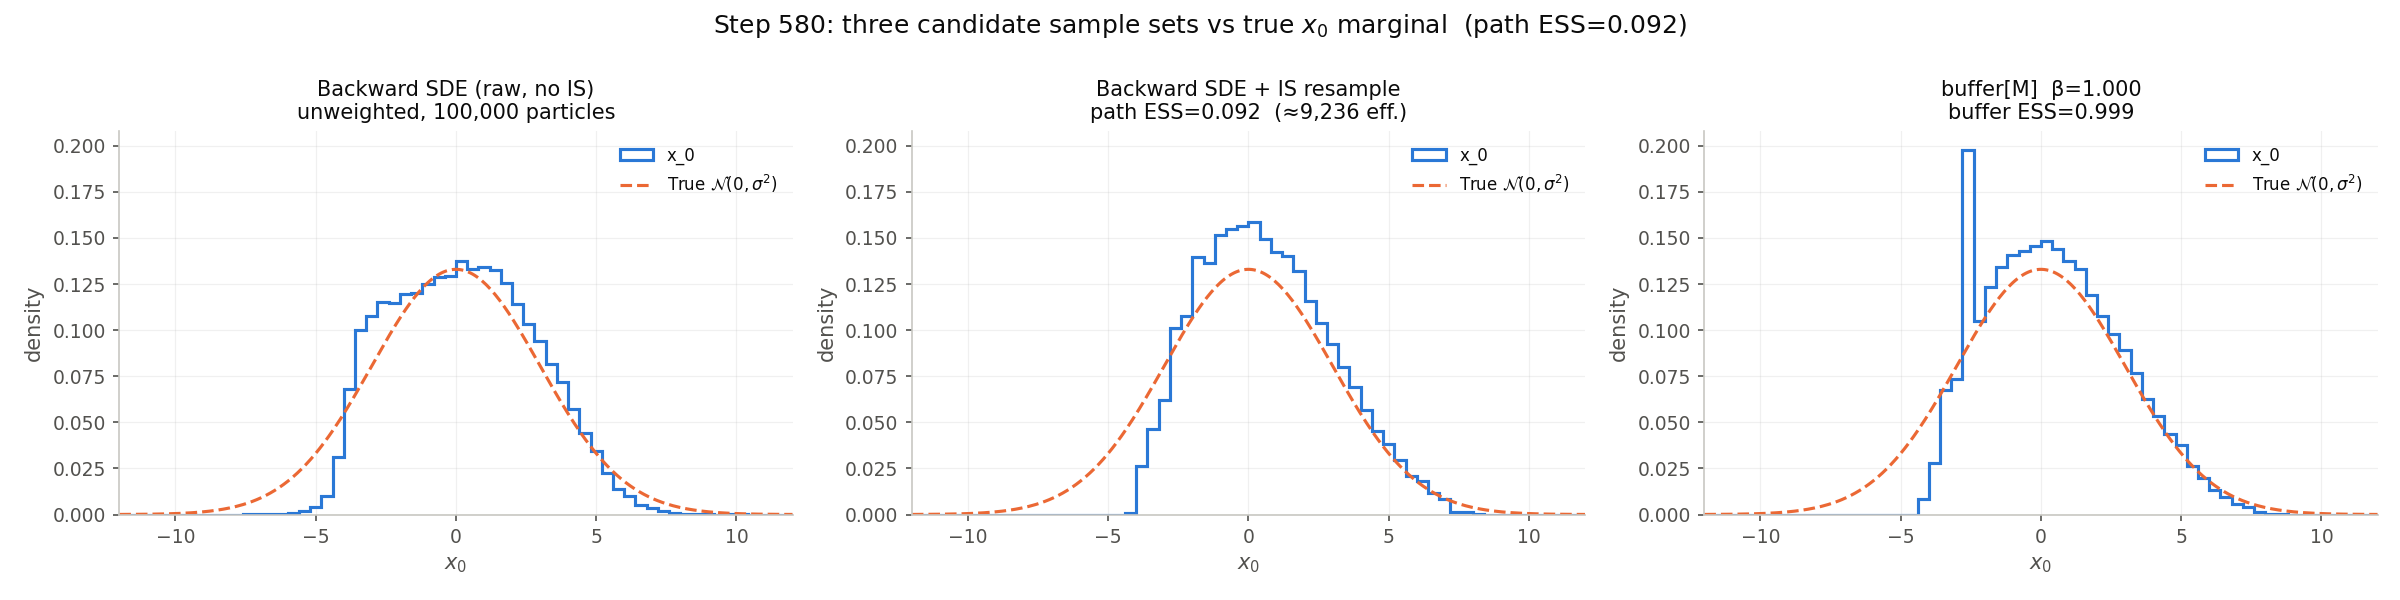 Step 580: three candidate sample sets vs true x₀ marginal  (path ESS=0.092)
Backward SDE (raw, no IS)
unweighted, 100,000 particles
0.200
0.175
0.150
0.125
0.100
0.075
0.050
0.025
0.000
density
−10
−5
0
5
10
x₀
x_0
True 𝒩(0, σ²)
Backward SDE + IS resample
path ESS=0.092  (≈9,236 eff.)
0.200
0.175
0.150
0.125
0.100
0.075
0.050
0.025
0.000
density
−10
−5
0
5
10
x₀
x_0
True 𝒩(0, σ²)
buffer[M]  β=1.000
buffer ESS=0.999
0.200
0.175
0.150
0.125
0.100
0.075
0.050
0.025
0.000
density
−10
−5
0
5
10
x₀
x_0
True 𝒩(0, σ²)